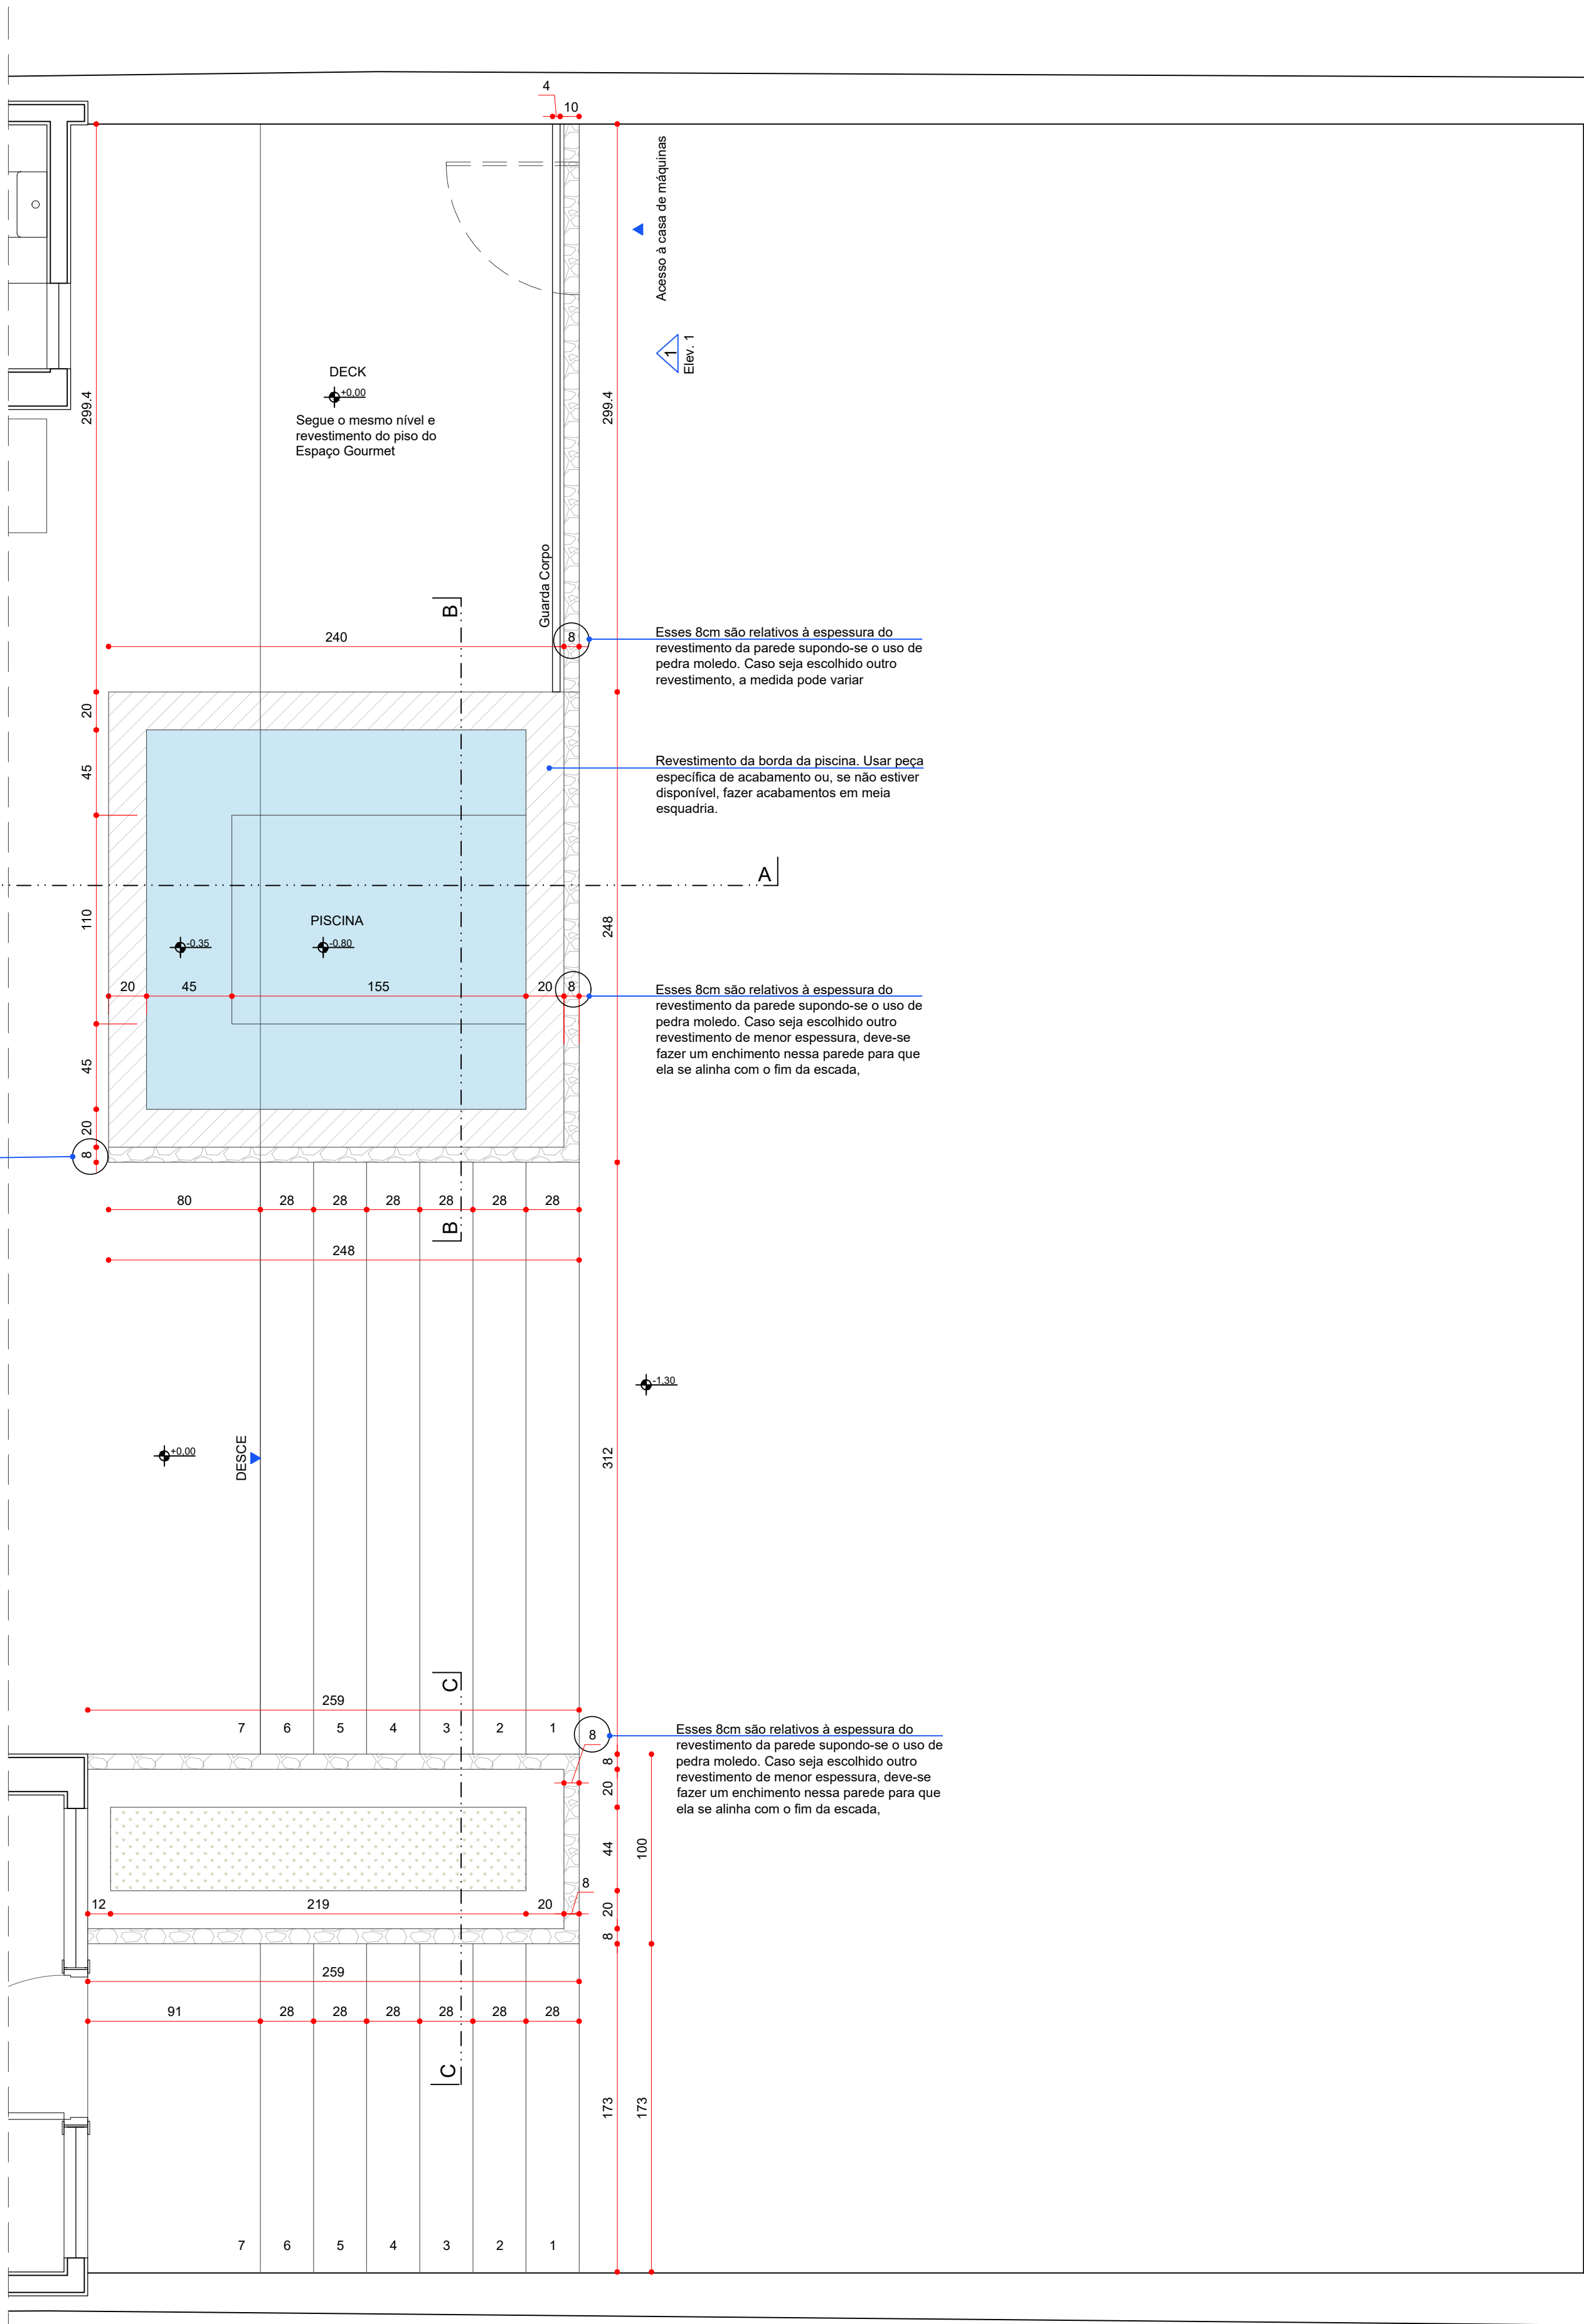 4
10
Acesso à casa de máquinas
1
Elev. 1
DECK
+0,00
Segue o mesmo nível e
revestimento do piso do
Espaço Gourmet
299.4
299.4
Guarda Corpo
B
240
8
Esses 8cm são relativos à espessura do
revestimento da parede supondo-se o uso de
pedra moledo. Caso seja escolhido outro
revestimento, a medida pode variar
20
45
Revestimento da borda da piscina. Usar peça
específica de acabamento ou, se não estiver
disponível, fazer acabamentos em meia
esquadria.
A
110
PISCINA
248
-0,35
-0,80
20
45
155
20
8
Esses 8cm são relativos à espessura do
revestimento da parede supondo-se o uso de
pedra moledo. Caso seja escolhido outro
revestimento de menor espessura, deve-se
fazer um enchimento nessa parede para que
ela se alinha com o fim da escada,
45
20
8
80
28
28
28
28
28
28
B
248
-1,30
+0,00
DESCE
312
C
259
7
6
5
4
3
2
1
8
Esses 8cm são relativos à espessura do
revestimento da parede supondo-se o uso de
pedra moledo. Caso seja escolhido outro
revestimento de menor espessura, deve-se
fazer um enchimento nessa parede para que
ela se alinha com o fim da escada,
8
20
44
100
12
219
20
8
20
8
259
91
28
28
28
28
28
28
C
173
173
7
6
5
4
3
2
1